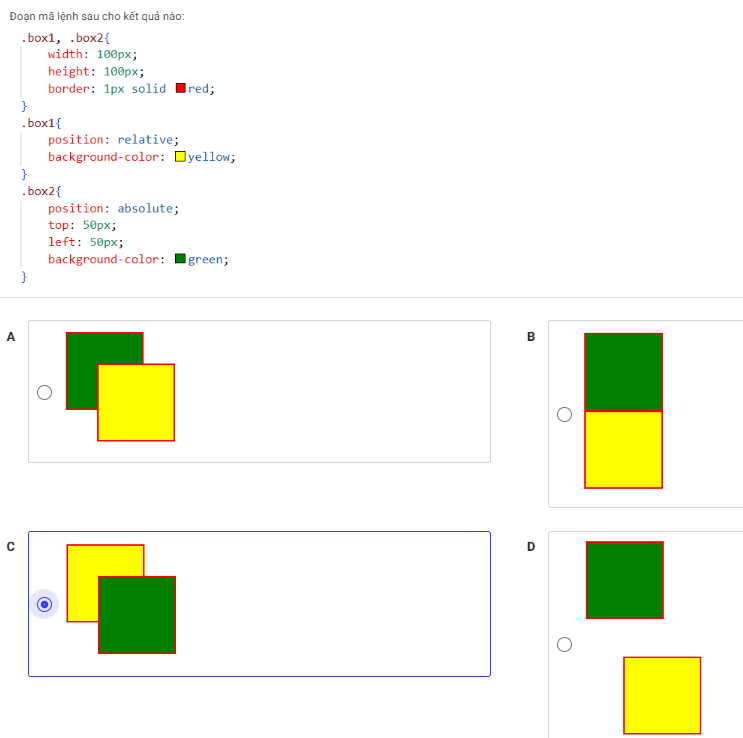 Đoạn mã lệnh sau cho kết quả nào:
.box1, .box2{
width: 100px;
height: 100px;
border: 1px solid red;
}
.box1{
position: relative;
background-color: yellow;
}
.box2{
position: absolute;
top: 50px;
left: 50px;
background-color: green;
}
A
B
C
D